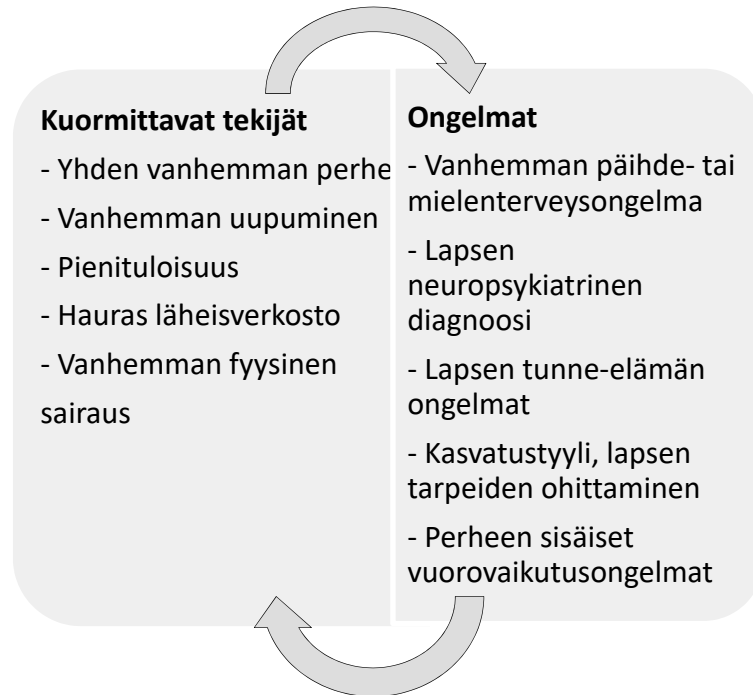 Kuormittavat tekijät
- Yhden vanhemman perhe
- Vanhemman uupuminen
- Pienituloisuus
- Hauras läheisverkosto
- Vanhemman fyysinen
sairaus
Ongelmat
- Vanhemman päihde- tai
mielenterveysongelma
- Lapsen
neuropsykiatrinen
diagnoosi
- Lapsen tunne-elämän
ongelmat
- Kasvatustyyli, lapsen
tarpeiden ohittaminen
- Perheen sisäiset
vuorovaikutusongelmat